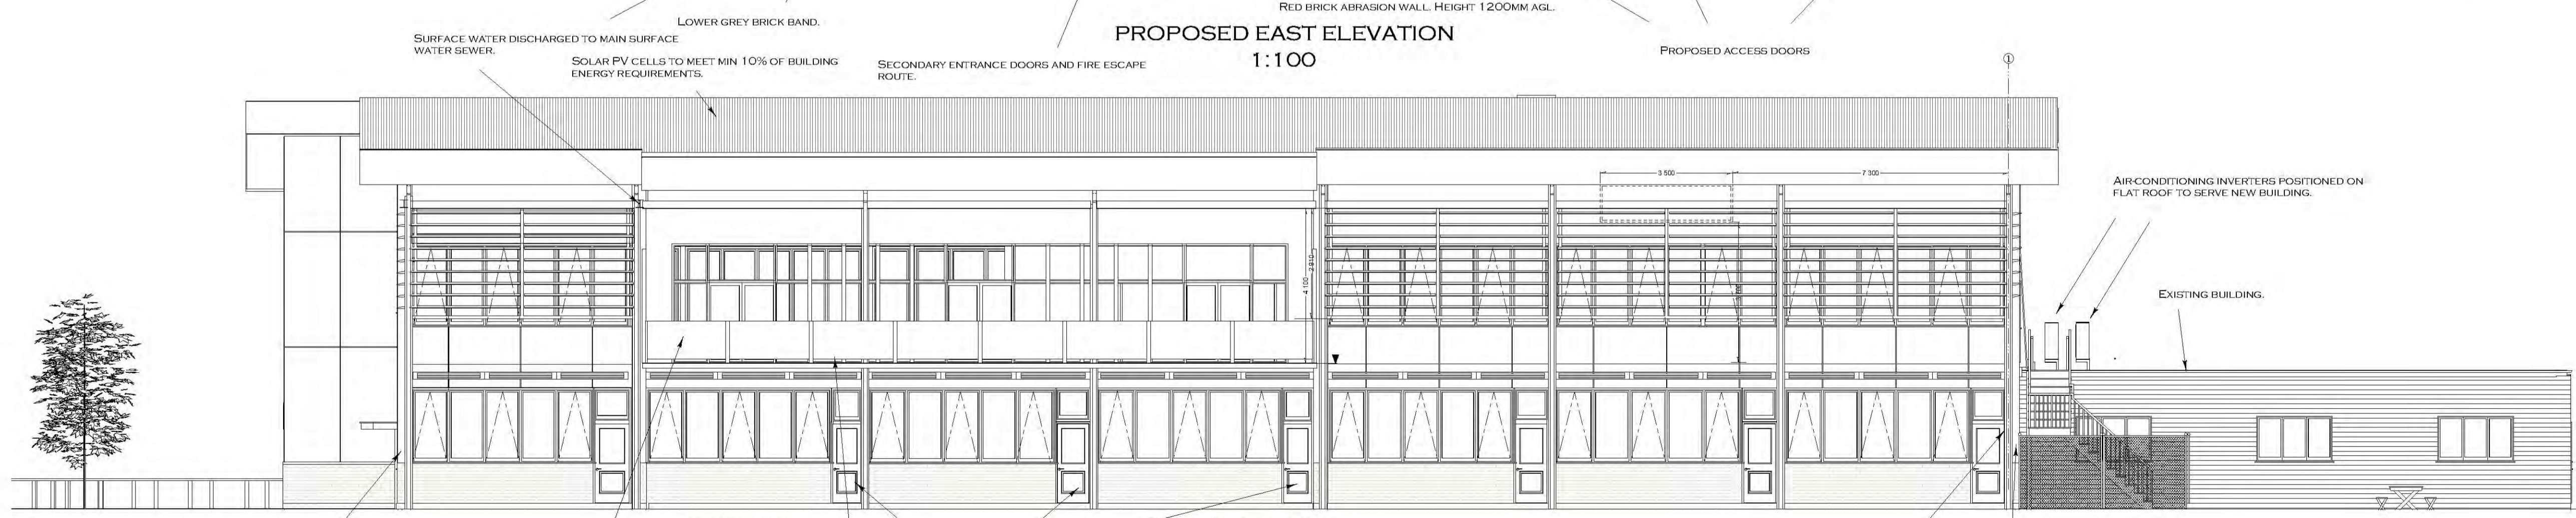 RED BRICK ABRASION WALL. HEIGHT 1200MM AGL.
LOWER GREY BRICK BAND.
PROPOSED EAST ELEVATION
1:100
SURFACE WATER DISCHARGED TO MAIN SURFACE
WATER SEWER.
SOLAR PV CELLS TO MEET MIN 10% OF BUILDING
ENERGY REQUIREMENTS.
SECONDARY ENTRANCE DOORS AND FIRE ESCAPE
ROUTE.
PROPOSED ACCESS DOORS
1
3 500
7 300
AIR-CONDITIONING INVERTERS POSITIONED ON
FLAT ROOF TO SERVE NEW BUILDING.
2 810
4 100
EXISTING BUILDING.